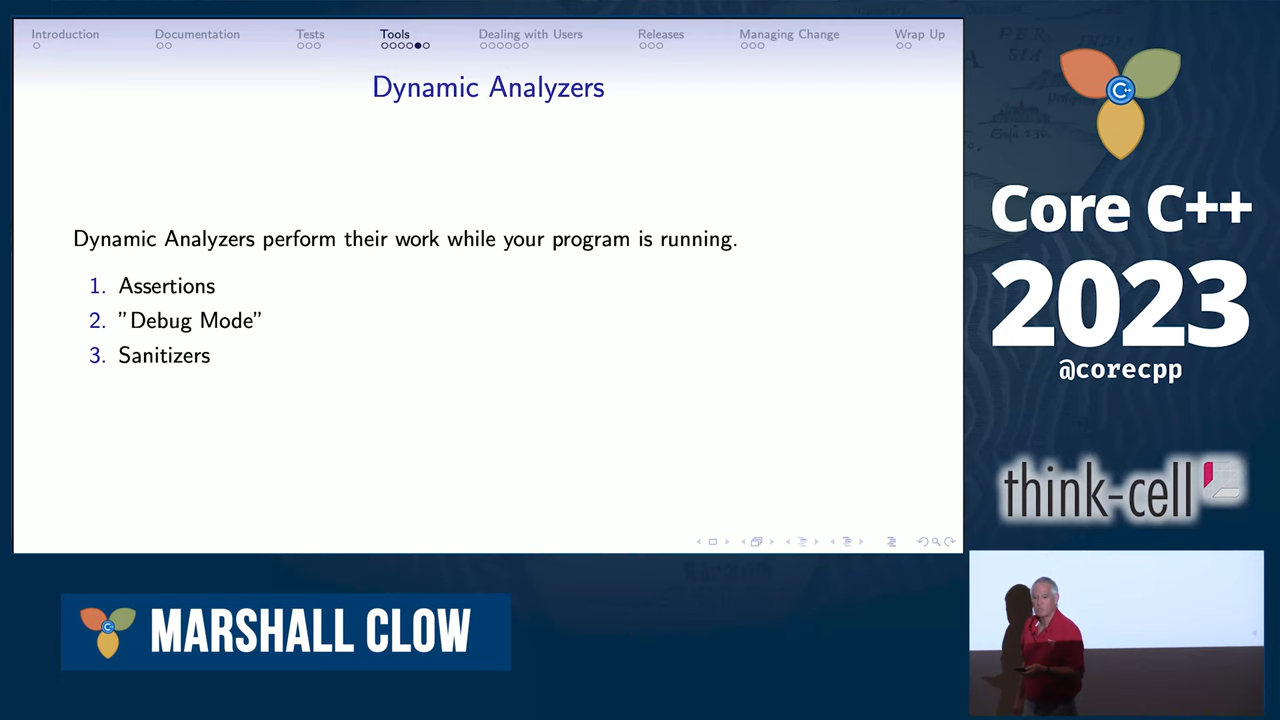 Introduction
Documentation
Tests
Tools
Dealing with Users
Releases
Managing Change
Wrap Up
Dynamic Analyzers
Dynamic Analyzers perform their work while your program is running.
1. Assertions
2. ”Debug Mode”
3. Sanitizers
C++
Core C++
2023
@corecpp
think-cell
C++
MARSHALL CLOW